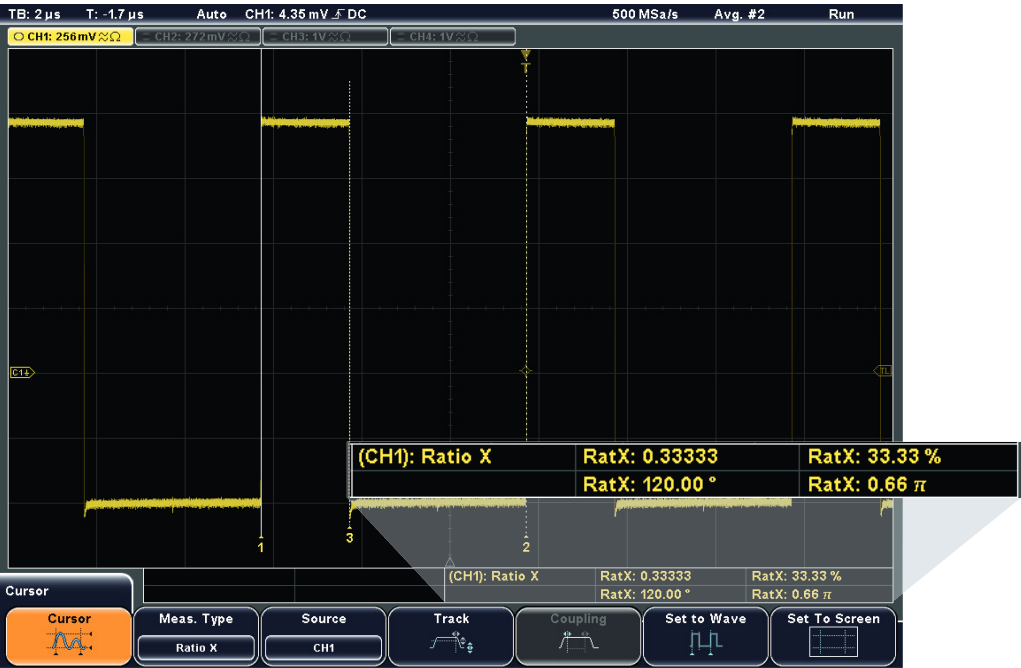 TB: 2 µs T: -1.7 µs Auto CH1: 4.35 mV DC 500 MSa/s Avg. #2 Run
CH1: 256mV CH2: 272mV CH3: 1V CH4: 1V
T
C1 TL
(CH1): Ratio X RatX: 0.33333 RatX: 33.33 %
RatX: 120.00 ° RatX: 0.66 π
1 3 2
(CH1): Ratio X RatX: 0.33333 RatX: 33.33 %
RatX: 120.00 ° RatX: 0.66 π
Cursor
Cursor Meas. Type Source Track Coupling Set to Wave Set To Screen
Ratio X CH1